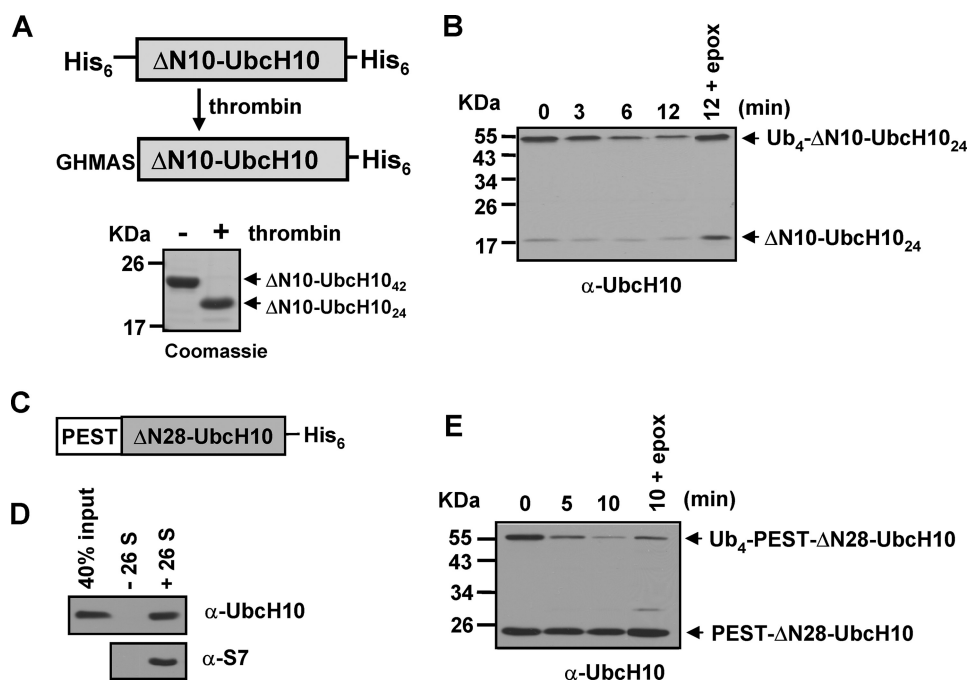 A
His6 ΔN10-UbcH10 His6
thrombin
GHMAS ΔN10-UbcH10 His6
KDa - + thrombin
26
ΔN10-UbcH1042
ΔN10-UbcH1024
17
Coomassie
B
KDa 0 3 6 12 12 + epox (min)
55 Ub4-ΔN10-UbcH1024
43
34
26
17 ΔN10-UbcH1024
α-UbcH10
C
PEST ΔN28-UbcH10 His6
D
40% input - 26 S + 26 S
α-UbcH10
α-S7
E
KDa 0 5 10 10 + epox (min)
55 Ub4-PEST-ΔN28-UbcH10
43
34
26 PEST-ΔN28-UbcH10
α-UbcH10